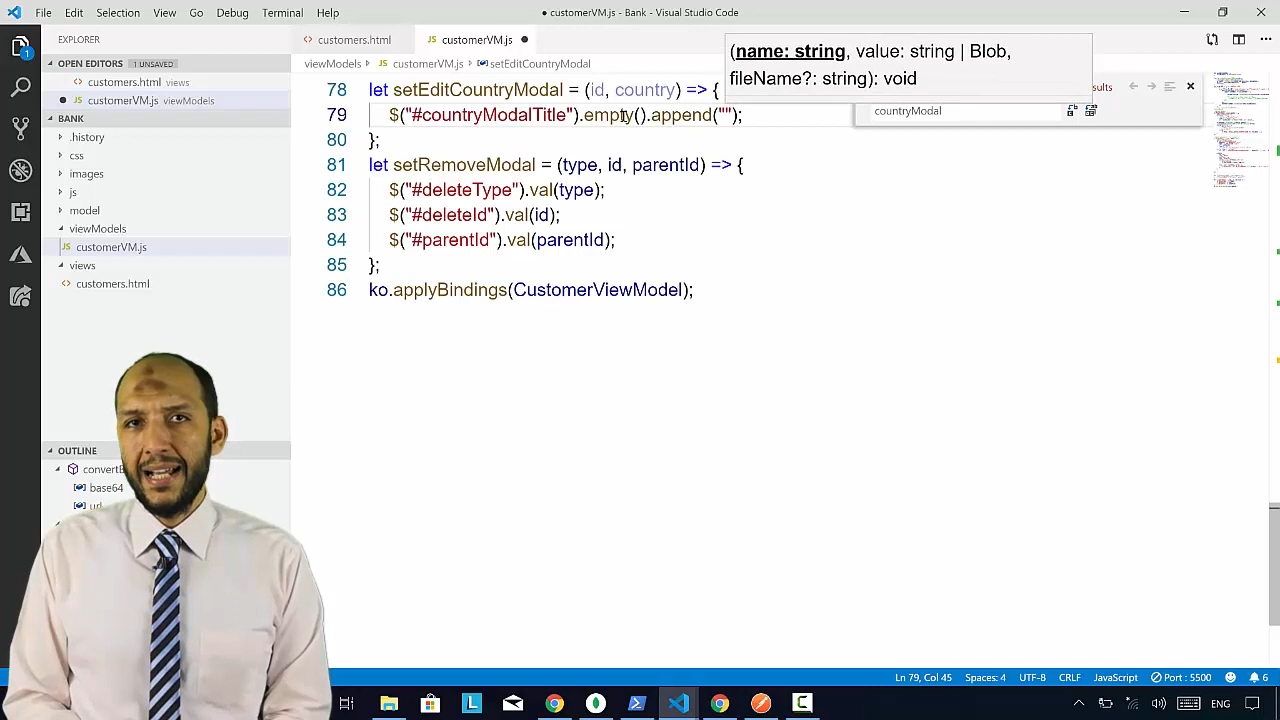 File Edit Selection View Go Debug Terminal Help
● customerVM.js - Bank - Visual Studio Code
EXPLORER
customers.html
customerVM.js
OPEN EDITORS 1 UNSAVED
customers.html views
customerVM.js viewModels
BANK
.history
css
images
js
model
viewModels
customerVM.js
views
customers.html
OUTLINE
base64
1
viewModels > customerVM.js > setEditCountryModal
(name: string, value: string | Blob,
fileName?: string): void
countryModal
78 let setEditCountryModal = (id, country) => {
79 $("#countryModalTitle").empty().append("");
80 };
81 let setRemoveModal = (type, id, parentId) => {
82 $("#deleteType").val(type);
83 $("#deleteId").val(id);
84 $("#parentId").val(parentId);
85 };
86 ko.applyBindings(CustomerViewModel);
Ln 79, Col 45 Spaces: 4 UTF-8 CRLF JavaScript Port : 5500 6
ENG